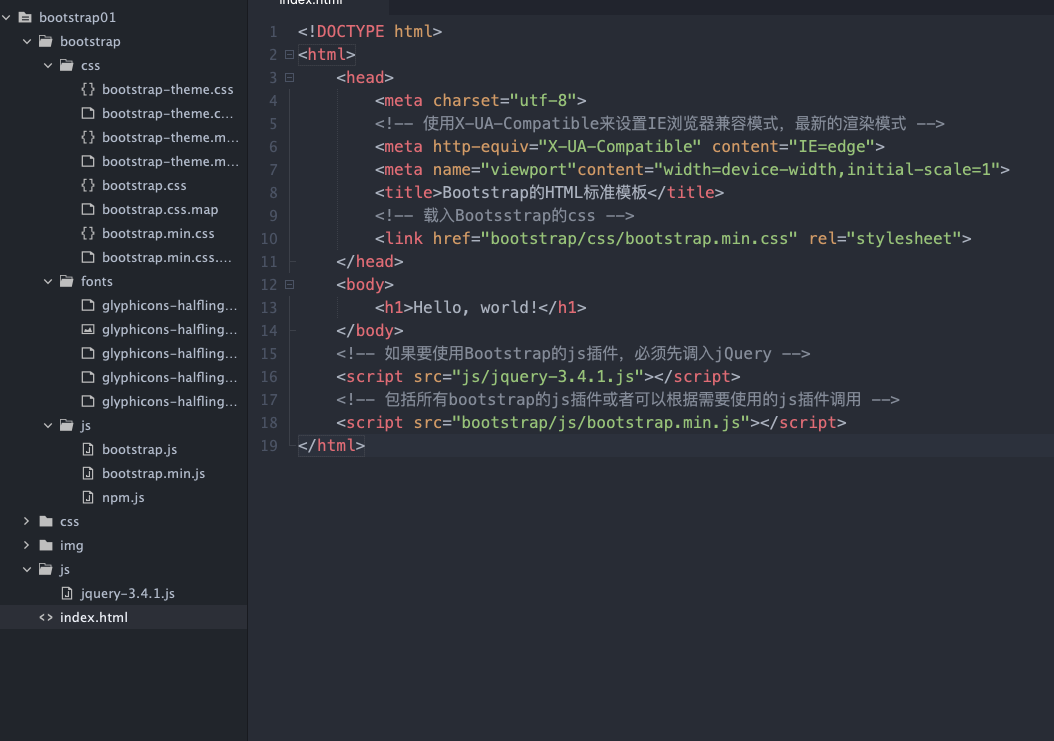 bootstrap01
bootstrap
css
bootstrap-theme.css
bootstrap-theme.c...
bootstrap-theme.m...
bootstrap-theme.m...
bootstrap.css
bootstrap.css.map
bootstrap.min.css
bootstrap.min.css....
fonts
glyphicons-halfling...
glyphicons-halfling...
glyphicons-halfling...
glyphicons-halfling...
glyphicons-halfling...
js
bootstrap.js
bootstrap.min.js
npm.js
css
img
js
jquery-3.4.1.js
index.html
index.html
1 <!DOCTYPE html>
2 <html>
3 <head>
4 <meta charset="utf-8">
5 <!-- 使用X-UA-Compatible来设置IE浏览器兼容模式，最新的渲染模式 -->
6 <meta http-equiv="X-UA-Compatible" content="IE=edge">
7 <meta name="viewport"content="width=device-width,initial-scale=1">
8 <title>Bootstrap的HTML标准模板</title>
9 <!-- 载入Bootsstrap的css -->
10 <link href="bootstrap/css/bootstrap.min.css" rel="stylesheet">
11 </head>
12 <body>
13 <h1>Hello, world!</h1>
14 </body>
15 <!-- 如果要使用Bootstrap的js插件，必须先调入jQuery -->
16 <script src="js/jquery-3.4.1.js"></script>
17 <!-- 包括所有bootstrap的js插件或者可以根据需要使用的js插件调用 -->
18 <script src="bootstrap/js/bootstrap.min.js"></script>
19 </html>